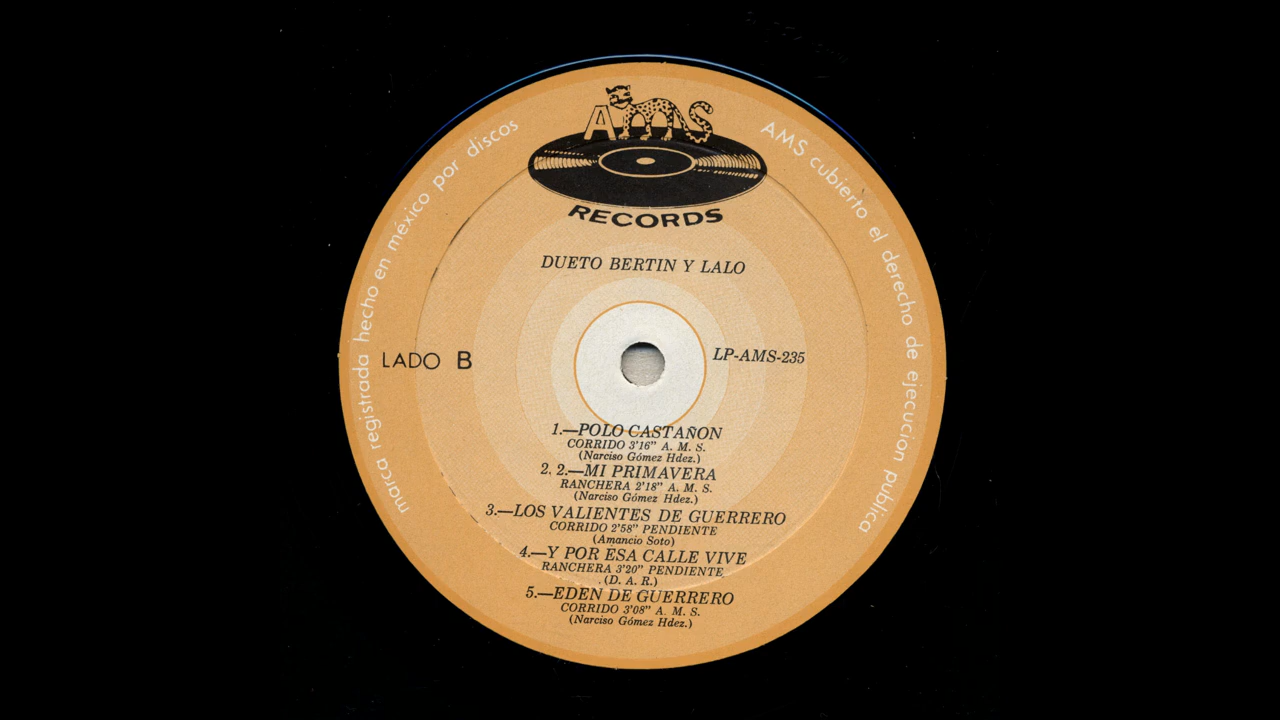 AMS
RECORDS
marca registrada hecho en méxico por discos AMS cubierto el derecho de ejecucion publica
DUETO BERTIN Y LALO
LADO B
LP-AMS-235
1.—POLO CASTAÑON
CORRIDO 3'16" A. M. S.
(Narciso Gómez Hdez.)
2. 2.—MI PRIMAVERA
RANCHERA 2'18" A. M. S.
(Narciso Gómez Hdez.)
3.—LOS VALIENTES DE GUERRERO
CORRIDO 2'58" PENDIENTE
(Amancio Soto)
4.—Y POR ESA CALLE VIVE
RANCHERA 3'20" PENDIENTE
(D. A. R.)
5.—EDEN DE GUERRERO
CORRIDO 3'08" A. M. S.
(Narciso Gómez Hdez.)